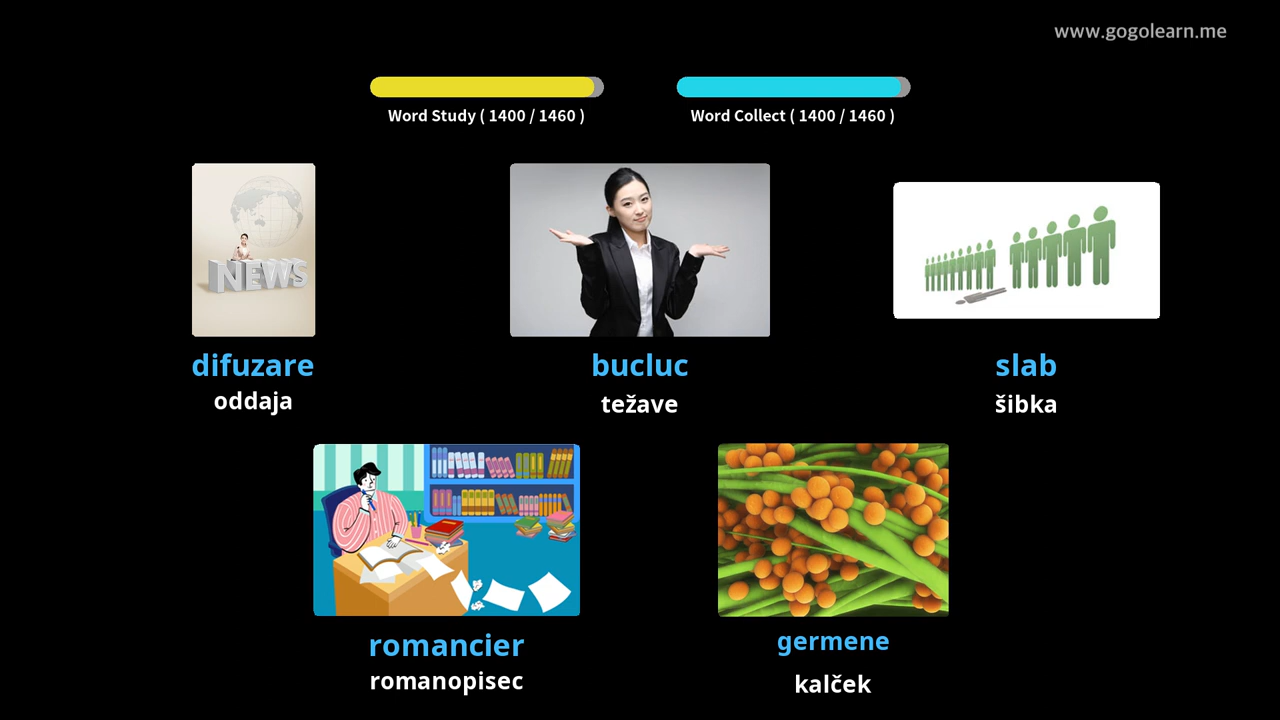 www.gogolearn.me
Word Study ( 1400 / 1460 )
Word Collect ( 1400 / 1460 )
NEWS
difuzare
oddaja
bucluc
težave
slab
šibka
romancier
romanopisec
germene
kalček